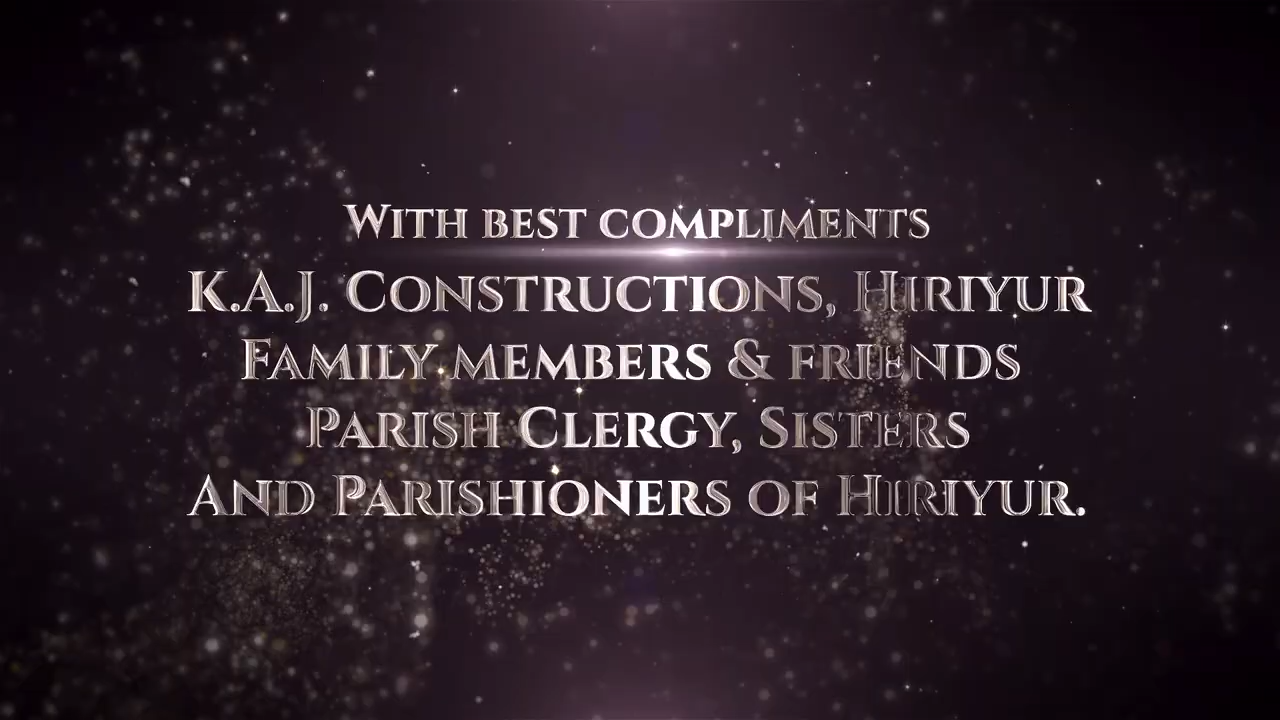 With best compliments
K.A.J. Constructions, Hiriyur
Family members & friends
Parish Clergy, Sisters
And Parishioners of Hiriyur.